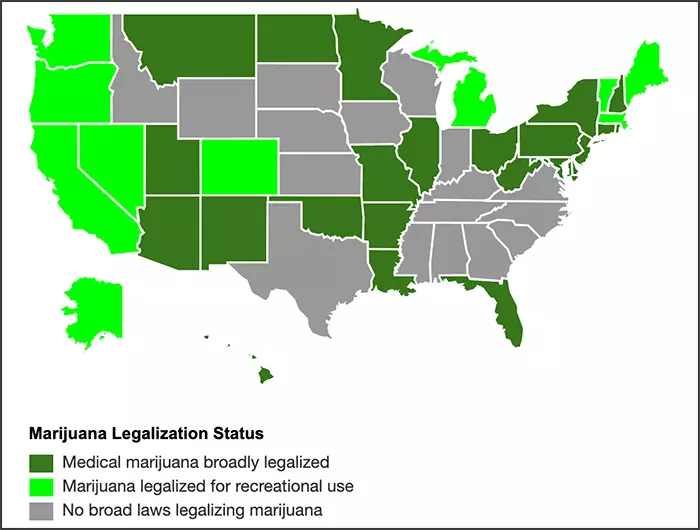 Marijuana Legalization Status
Medical marijuana broadly legalized
Marijuana legalized for recreational use
No broad laws legalizing marijuana